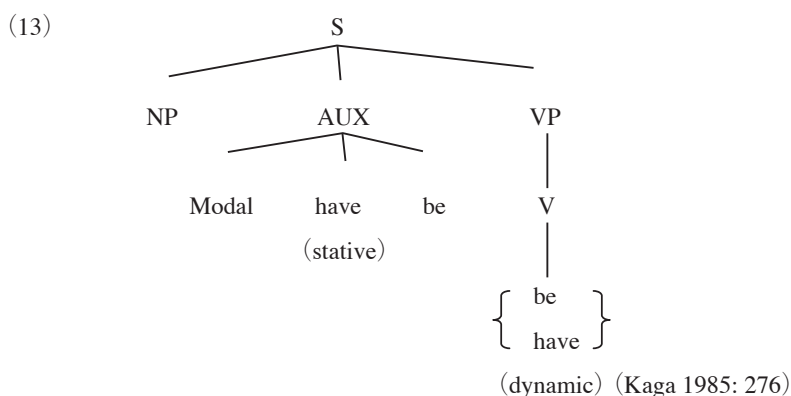 (13)
S
NP AUX VP
Modal have be V
(stative)
be
have
(dynamic) (Kaga 1985: 276)